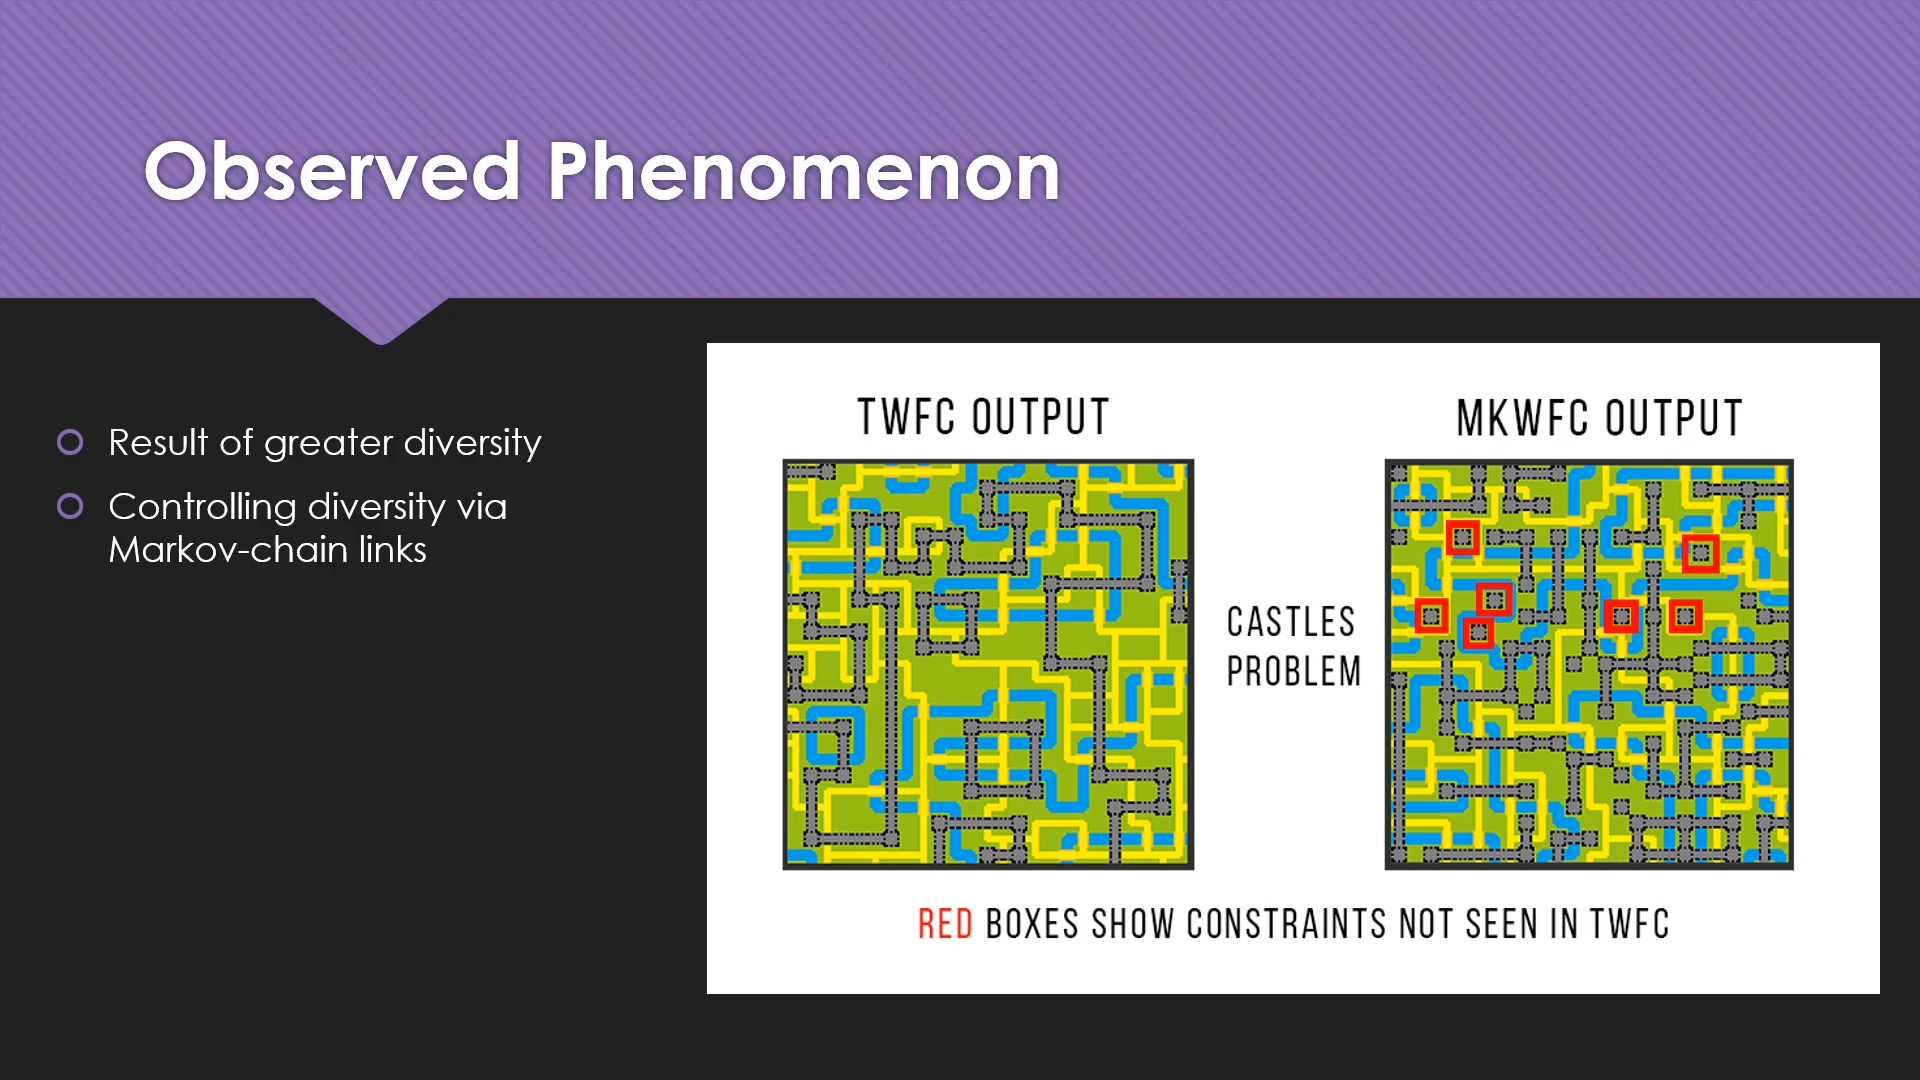 Observed Phenomenon
Result of greater diversity
Controlling diversity via
Markov-chain links
TWFC OUTPUT
MKWFC OUTPUT
CASTLES
PROBLEM
RED BOXES SHOW CONSTRAINTS NOT SEEN IN TWFC